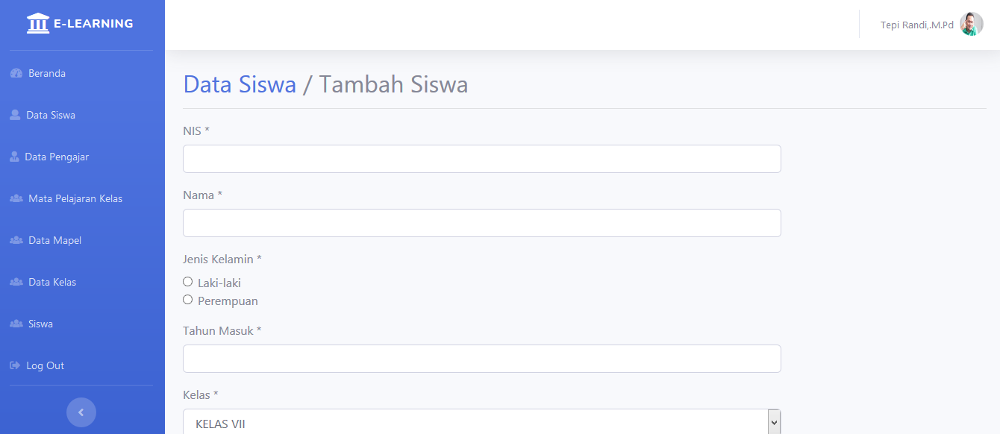 E-LEARNING
Tepi Randi,.M.Pd
Beranda
Data Siswa
Data Pengajar
Mata Pelajaran Kelas
Data Mapel
Data Kelas
Siswa
Log Out
Data Siswa / Tambah Siswa
NIS *
Nama *
Jenis Kelamin *
Laki-laki
Perempuan
Tahun Masuk *
Kelas *
KELAS VII